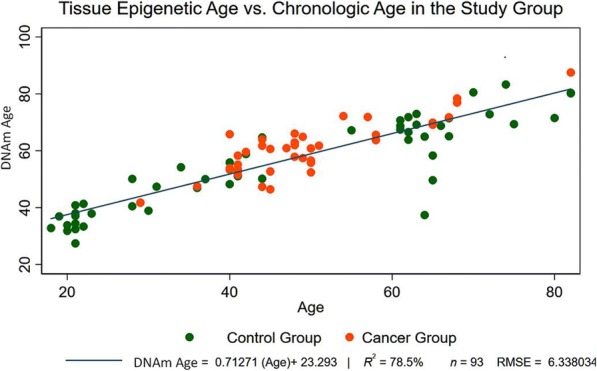 Tissue Epigenetic Age vs. Chronologic Age in the Study Group
100
80
60
40
20
DNAm Age
20 40 60 80
Age
Control Group Cancer Group
DNAm Age = 0.71271 (Age)+ 23.293 | R² = 78.5% n = 93 RMSE = 6.338034